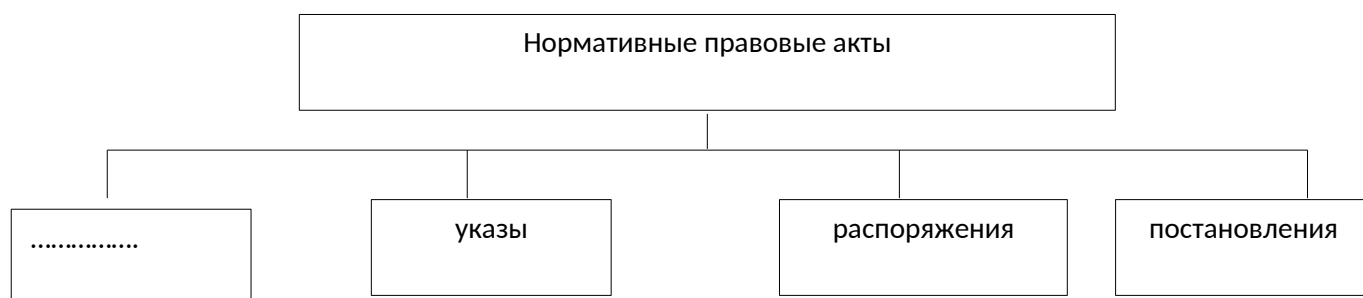 Нормативные правовые акты
…………….
указы
распоряжения
постановления